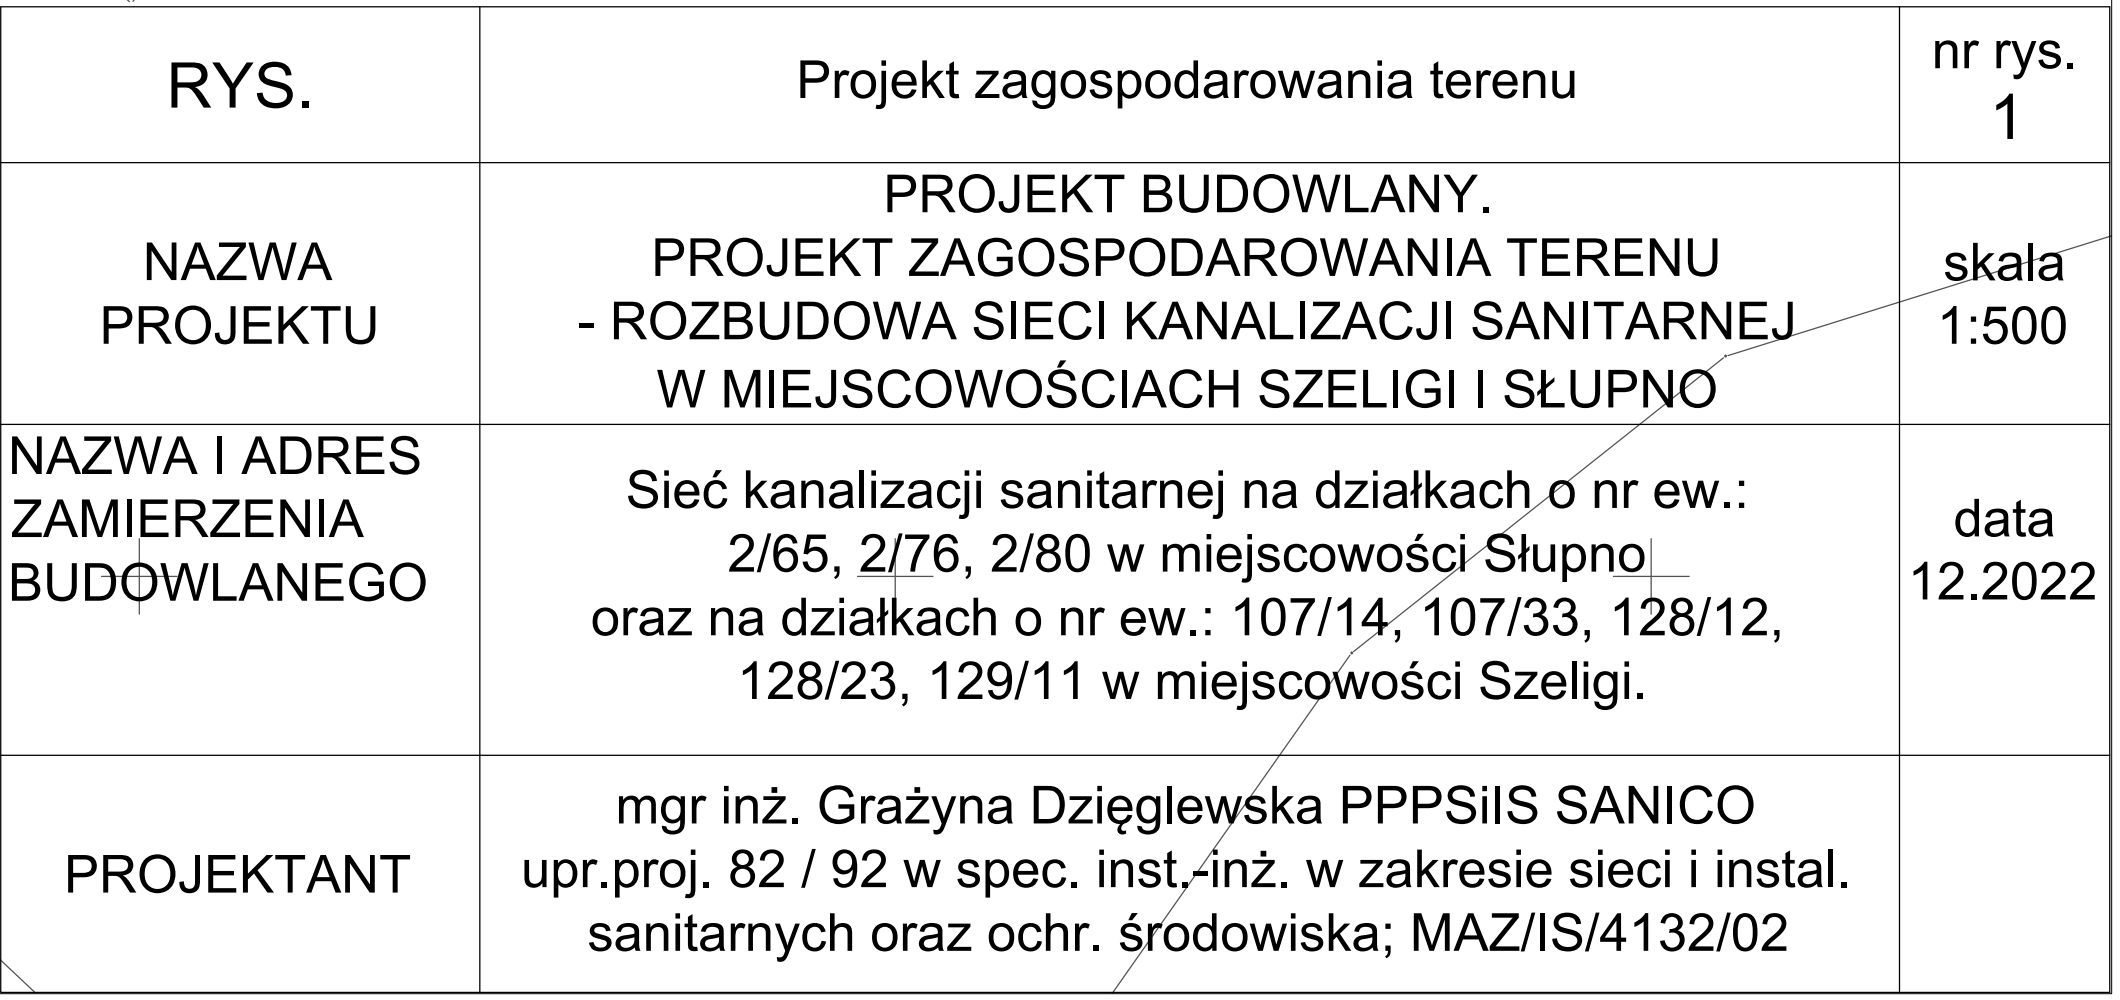 RYS.
Projekt zagospodarowania terenu
nr rys.
1
NAZWA
PROJEKTU
PROJEKT BUDOWLANY.
PROJEKT ZAGOSPODAROWANIA TERENU
- ROZBUDOWA SIECI KANALIZACJI SANITARNEJ
W MIEJSCOWOŚCIACH SZELIGI I SŁUPNO
skala
1:500
NAZWA I ADRES
ZAMIERZENIA
BUDOWLANEGO
Sieć kanalizacji sanitarnej na działkach o nr ew.:
2/65, 2/76, 2/80 w miejscowości Słupno
oraz na działkach o nr ew.: 107/14, 107/33, 128/12,
128/23, 129/11 w miejscowości Szeligi.
data
12.2022
PROJEKTANT
mgr inż. Grażyna Dzięglewska PPPSiIS SANICO
upr.proj. 82 / 92 w spec. inst.-inż. w zakresie sieci i instal.
sanitarnych oraz ochr. środowiska; MAZ/IS/4132/02